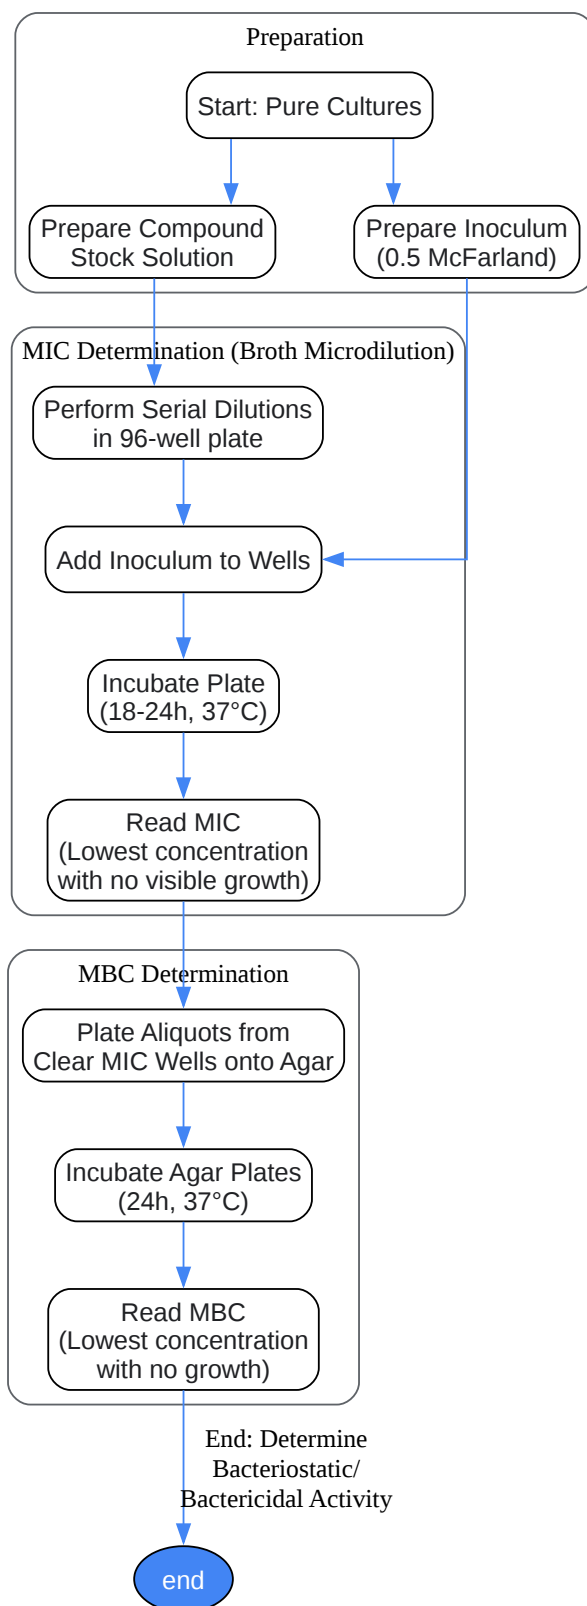 Preparation
Start: Pure Cultures
Prepare Compound
Stock Solution
Prepare Inoculum
(0.5 McFarland)
MIC Determination (Broth Microdilution)
Perform Serial Dilutions
in 96-well plate
Add Inoculum to Wells
Incubate Plate
(18-24h, 37°C)
Read MIC
(Lowest concentration
with no visible growth)
MBC Determination
Plate Aliquots from
Clear MIC Wells onto Agar
Incubate Agar Plates
(24h, 37°C)
Read MBC
(Lowest concentration
with no growth)
End: Determine
Bacteriostatic/
Bactericidal Activity
end